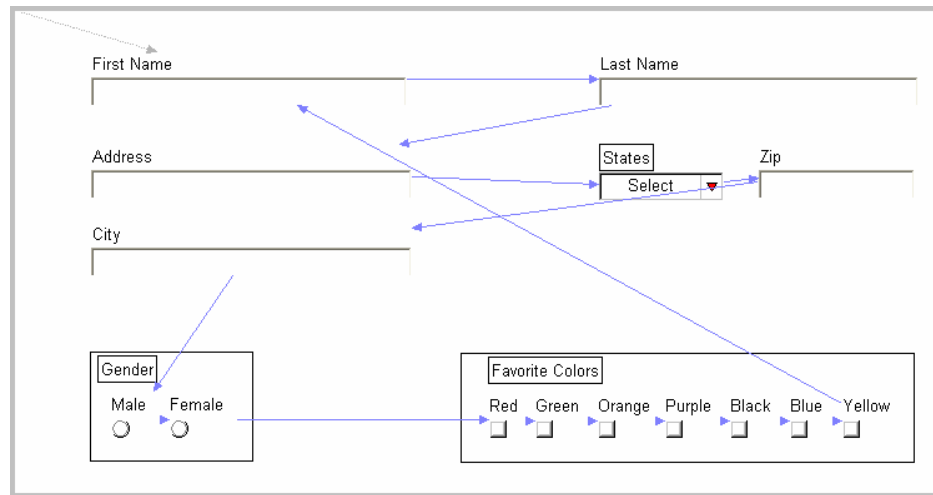 First Name Last Name
Address States Zip
Select
City
Gender Favorite Colors
Male Female Red Green Orange Purple Black Blue Yellow